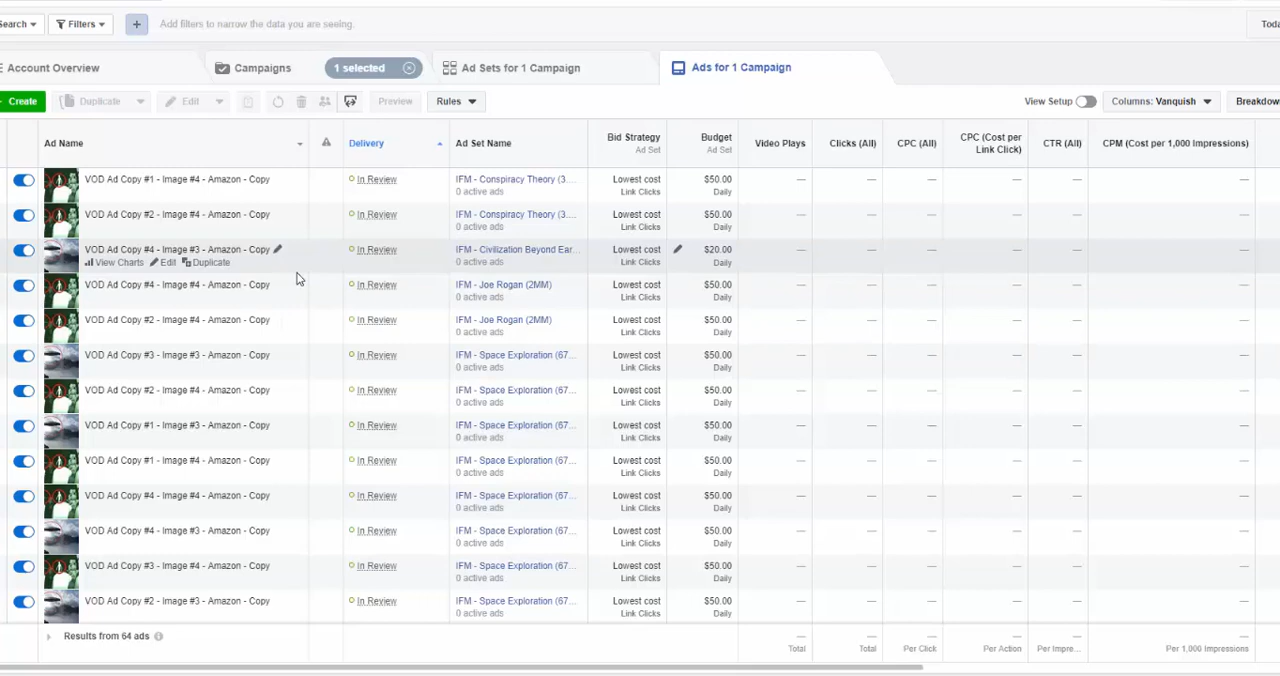 Search Filters + Add filters to narrow the data you are seeing.
Account Overview Campaigns 1 selected Ad Sets for 1 Campaign Ads for 1 Campaign
Create Duplicate Edit Preview Rules View Setup Columns: Vanquish
Ad Name Delivery Ad Set Name Bid Strategy Ad Set Budget Ad Set Video Plays Clicks (All) CPC (All) CPC (Cost per Link Click) CTR (All) CPM (Cost per 1,000 Impressions)
VOD Ad Copy #1 - Image #4 - Amazon - Copy In Review IFM - Conspiracy Theory (3... Lowest cost $50.00 — — — — — —
0 active ads Link Clicks Daily
VOD Ad Copy #2 - Image #4 - Amazon - Copy In Review IFM - Conspiracy Theory (3... Lowest cost $50.00 — — — — — —
0 active ads Link Clicks Daily
VOD Ad Copy #4 - Image #3 - Amazon - Copy In Review IFM - Civilization Beyond Ear... Lowest cost $20.00 — — — — — —
View Charts Edit Duplicate 0 active ads Link Clicks Daily
VOD Ad Copy #4 - Image #4 - Amazon - Copy In Review IFM - Joe Rogan (2MM) Lowest cost $50.00 — — — — — —
0 active ads Link Clicks Daily
VOD Ad Copy #2 - Image #4 - Amazon - Copy In Review IFM - Joe Rogan (2MM) Lowest cost $50.00 — — — — — —
0 active ads Link Clicks Daily
VOD Ad Copy #3 - Image #3 - Amazon - Copy In Review IFM - Space Exploration (67... Lowest cost $50.00 — — — — — —
0 active ads Link Clicks Daily
VOD Ad Copy #2 - Image #4 - Amazon - Copy In Review IFM - Space Exploration (67... Lowest cost $50.00 — — — — — —
0 active ads Link Clicks Daily
VOD Ad Copy #1 - Image #3 - Amazon - Copy In Review IFM - Space Exploration (67... Lowest cost $50.00 — — — — — —
0 active ads Link Clicks Daily
VOD Ad Copy #1 - Image #4 - Amazon - Copy In Review IFM - Space Exploration (67... Lowest cost $50.00 — — — — — —
0 active ads Link Clicks Daily
VOD Ad Copy #4 - Image #4 - Amazon - Copy In Review IFM - Space Exploration (67... Lowest cost $50.00 — — — — — —
0 active ads Link Clicks Daily
VOD Ad Copy #4 - Image #3 - Amazon - Copy In Review IFM - Space Exploration (67... Lowest cost $50.00 — — — — — —
0 active ads Link Clicks Daily
VOD Ad Copy #3 - Image #4 - Amazon - Copy In Review IFM - Space Exploration (67... Lowest cost $50.00 — — — — — —
0 active ads Link Clicks Daily
VOD Ad Copy #2 - Image #3 - Amazon - Copy In Review IFM - Space Exploration (67... Lowest cost $50.00 — — — — — —
0 active ads Link Clicks Daily
Results from 64 ads — — — — — —
Total Total Per Click Per Action Per Impre... Per 1,000 Impressions